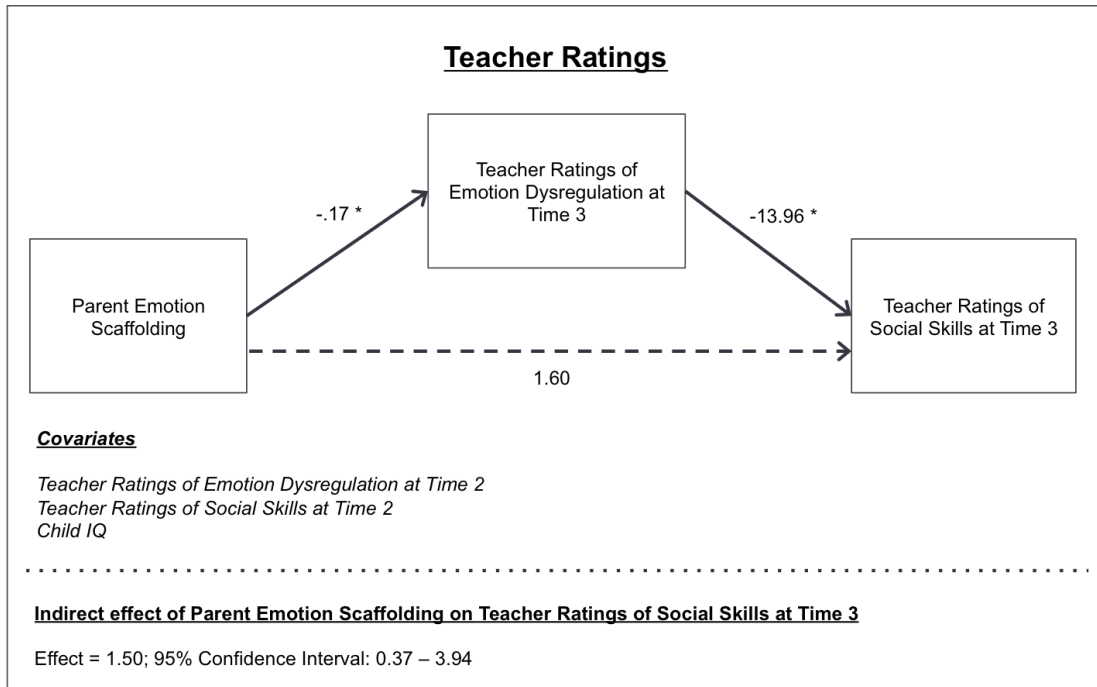 Teacher Ratings
Teacher Ratings of
Emotion Dysregulation at
Time 3
-.17 *
-13.96 *
Parent Emotion
Scaffolding
Teacher Ratings of
Social Skills at Time 3
1.60
Covariates
Teacher Ratings of Emotion Dysregulation at Time 2
Teacher Ratings of Social Skills at Time 2
Child IQ
Indirect effect of Parent Emotion Scaffolding on Teacher Ratings of Social Skills at Time 3
Effect = 1.50; 95% Confidence Interval: 0.37 – 3.94